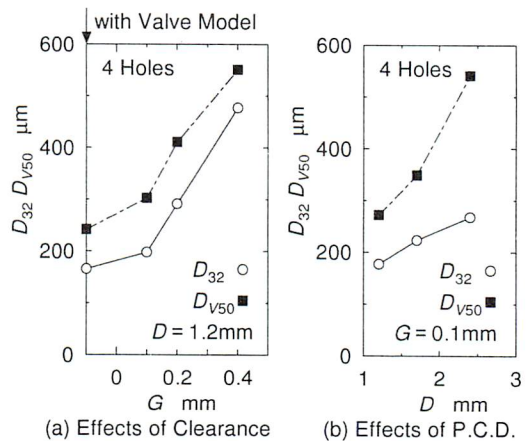 with Valve Model
600
400
200
0
D32 DV50 μm
4 Holes
D32
DV50
D = 1.2mm
0 0.2 0.4
G mm
(a) Effects of Clearance
600
400
200
0
D32 DV50 μm
4 Holes
D32
DV50
G = 0.1mm
1 2 3
D mm
(b) Effects of P.C.D.